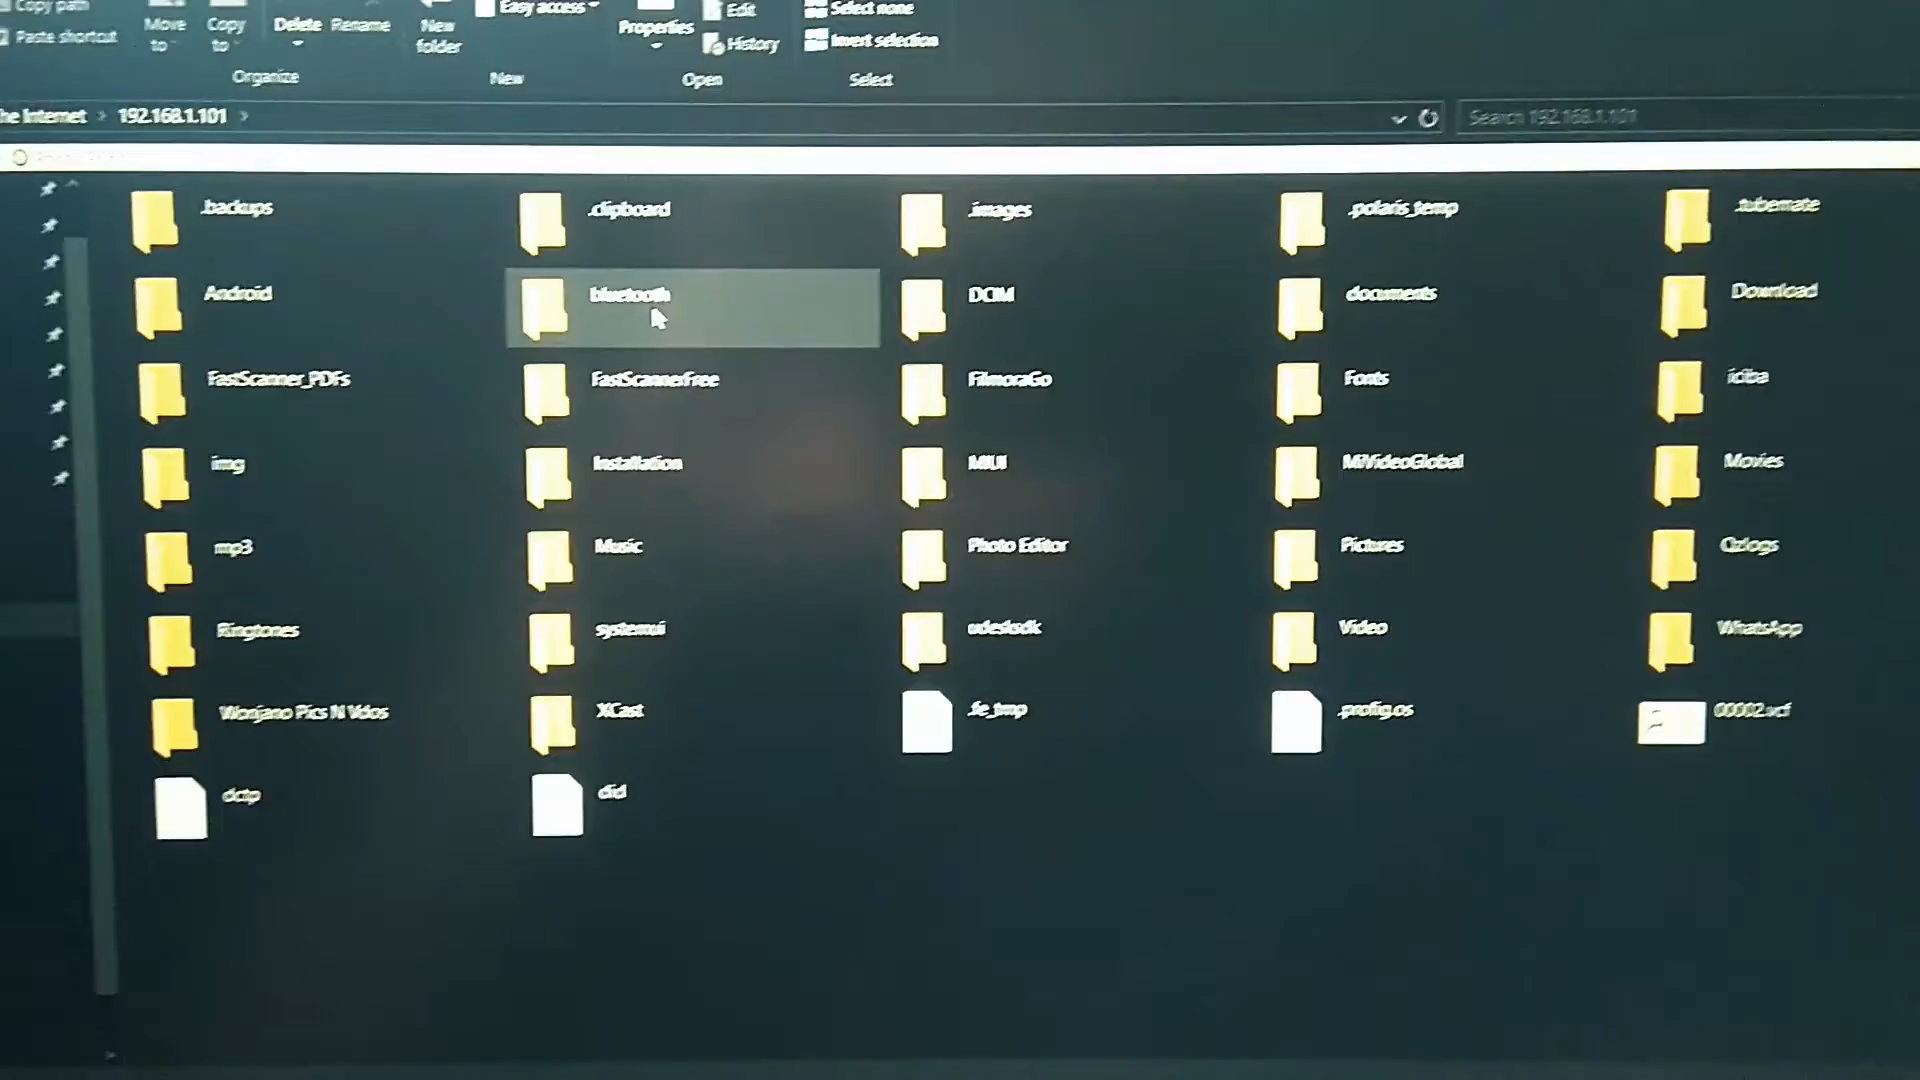 Copy path
Paste shortcut
Move to
Copy to
Delete
Rename
New folder
Easy access
Properties
Edit
History
Select none
Invert selection
Organize
New
Open
Select
he Internet > 192.168.1.101 >
Search 192.168.1.101
.backups
.clipboard
.images
.polaris_temp
.tubemate
Android
bluetooth
DCIM
documents
Download
FastScanner_PDFs
FastScannerFree
FilmoraGo
Fonts
iciba
img
Installation
MIUI
MiVideoGlobal
Movies
mp3
Music
Photo Editor
Pictures
Qzlogs
Ringtones
systemui
udesksdk
Video
WhatsApp
Wonjano Pics N Vdos
XCast
.fe_tmp
.profig.os
00002.vcf
dctp
did